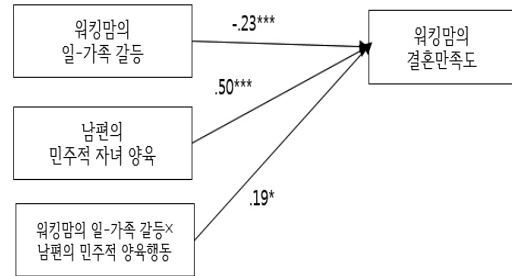 워킹맘의
일-가족 갈등
-.23***
워킹맘의
결혼만족도
.50***
남편의
민주적 자녀 양육
.19*
워킹맘의 일-가족 갈등×
남편의 민주적 양육행동